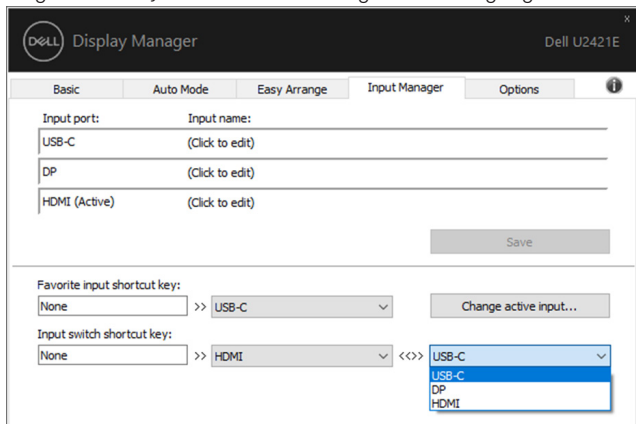 DELL Display Manager
x
Dell U2421E
Basic Auto Mode Easy Arrange Input Manager Options
Input port: Input name:
USB-C (Click to edit)
DP (Click to edit)
HDMI (Active) (Click to edit)
Save
Favorite input shortcut key:
None >> USB-C Change active input...
Input switch shortcut key:
None >> HDMI <<>> USB-C
USB-C
DP
HDMI